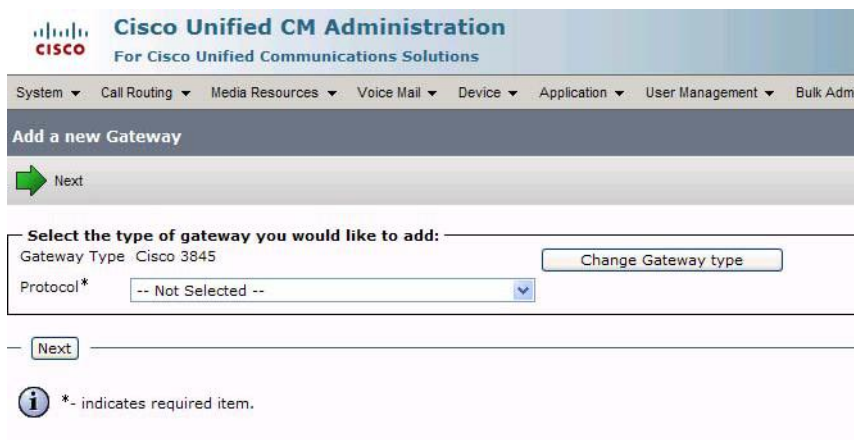 CISCO
Cisco Unified CM Administration
For Cisco Unified Communications Solutions
System Call Routing Media Resources Voice Mail Device Application User Management Bulk Adm
Add a new Gateway
Next
Select the type of gateway you would like to add:
Gateway Type Cisco 3845 Change Gateway type
Protocol* -- Not Selected --
Next
i *- indicates required item.